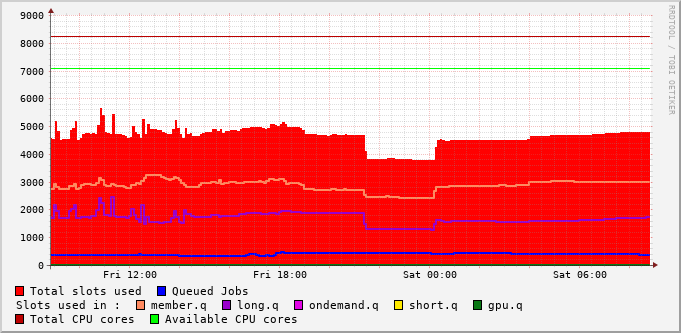 9000
8000
7000
6000
5000
4000
3000
2000
1000
0
Fri 12:00 Fri 18:00 Sat 00:00 Sat 06:00
Total slots used Queued Jobs
Slots used in : member.q long.q ondemand.q short.q gpu.q
Total CPU cores Available CPU cores
RRDTOOL / TOBI OETIKER